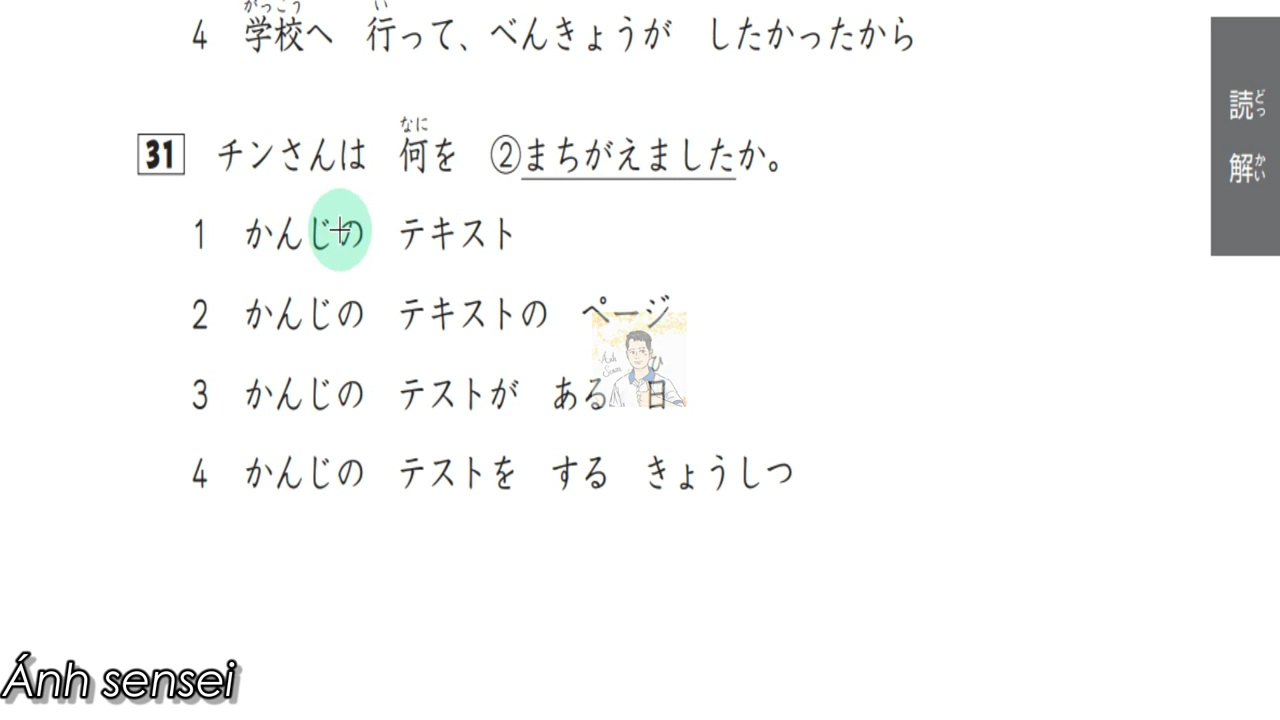 がっこう い
4 学校へ 行って、べんきょうが したかったから
なに
31 チンさんは 何を ②まちがえましたか。
1 かんじの テキスト
2 かんじの テキストの ページ
ひ
3 かんじの テストが ある 日
4 かんじの テストを する きょうしつ
どっ
読
かい
解
Ánh
Sensei
Ánh sensei